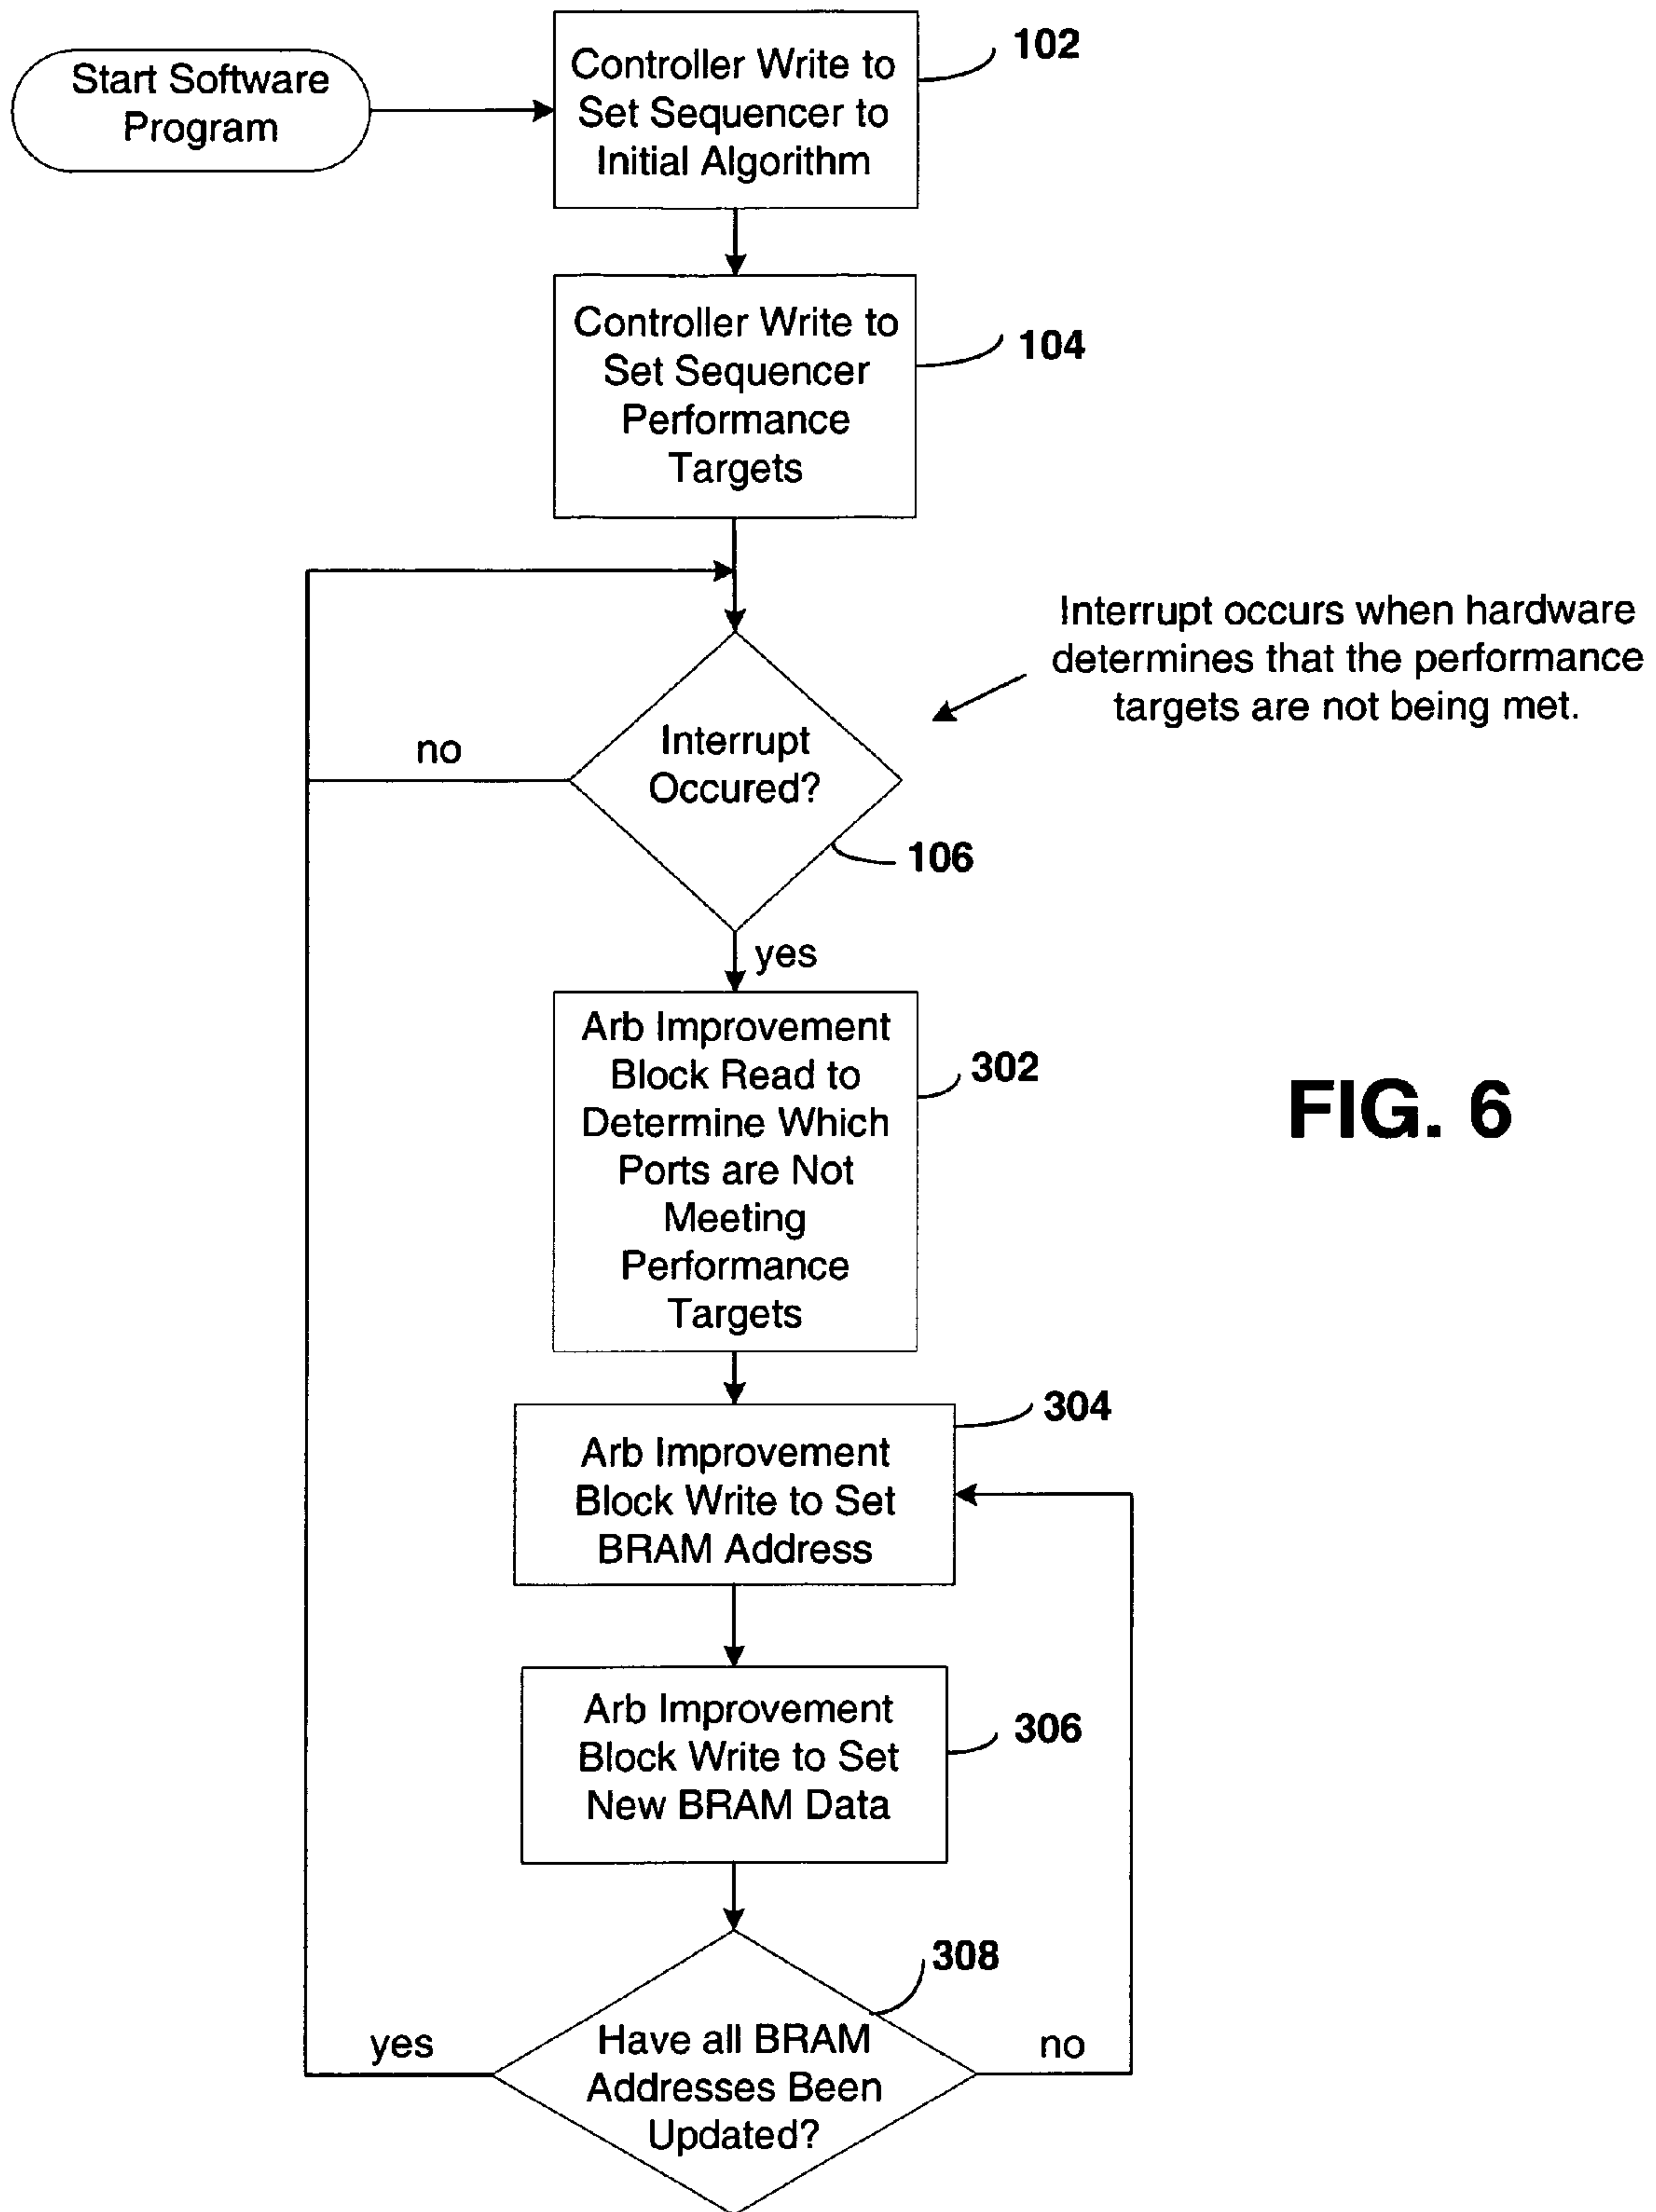 Start Software
Program
Controller Write to
Set Sequencer to
Initial Algorithm
102
Controller Write to
Set Sequencer
Performance
Targets
104
Interrupt occurs when hardware
determines that the performance
targets are not being met.
Interrupt
Occured?
no
106
yes
Arb Improvement
Block Read to
Determine Which
Ports are Not
Meeting
Performance
Targets
302
FIG. 6
304
Arb Improvement
Block Write to Set
BRAM Address
Arb Improvement
Block Write to Set
New BRAM Data
306
308
Have all BRAM
Addresses Been
Updated?
yes
no